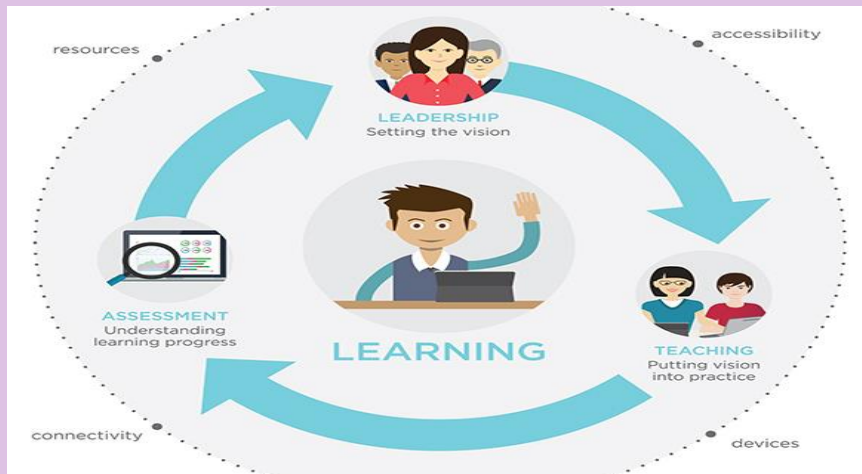 resources
accessibility
LEADERSHIP
Setting the vision
ASSESSMENT
Understanding
learning progress
LEARNING
TEACHING
Putting vision
into practice
connectivity
devices